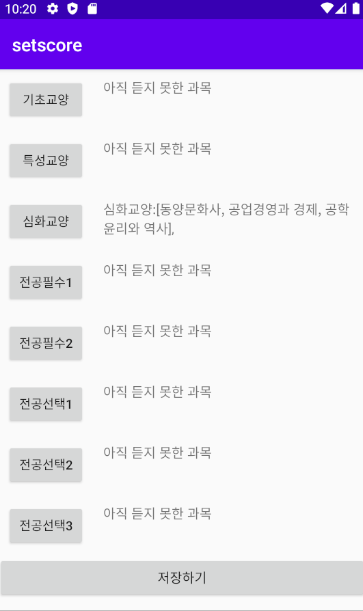 10:20
setscore
기초교양 아직 듣지 못한 과목
특성교양 아직 듣지 못한 과목
심화교양 심화교양:[동양문화사, 공업경영과 경제, 공학
윤리와 역사],
전공필수1 아직 듣지 못한 과목
전공필수2 아직 듣지 못한 과목
전공선택1 아직 듣지 못한 과목
전공선택2 아직 듣지 못한 과목
전공선택3 아직 듣지 못한 과목
저장하기